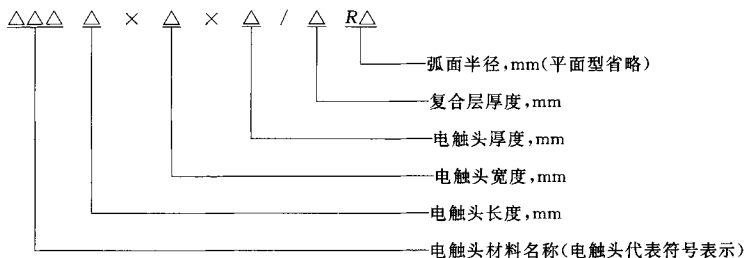 △△△ △ × △ × △ / △ R△
弧面半径,mm(平面型省略)
复合层厚度,mm
电触头厚度,mm
电触头宽度,mm
电触头长度,mm
电触头材料名称(电触头代表符号表示)